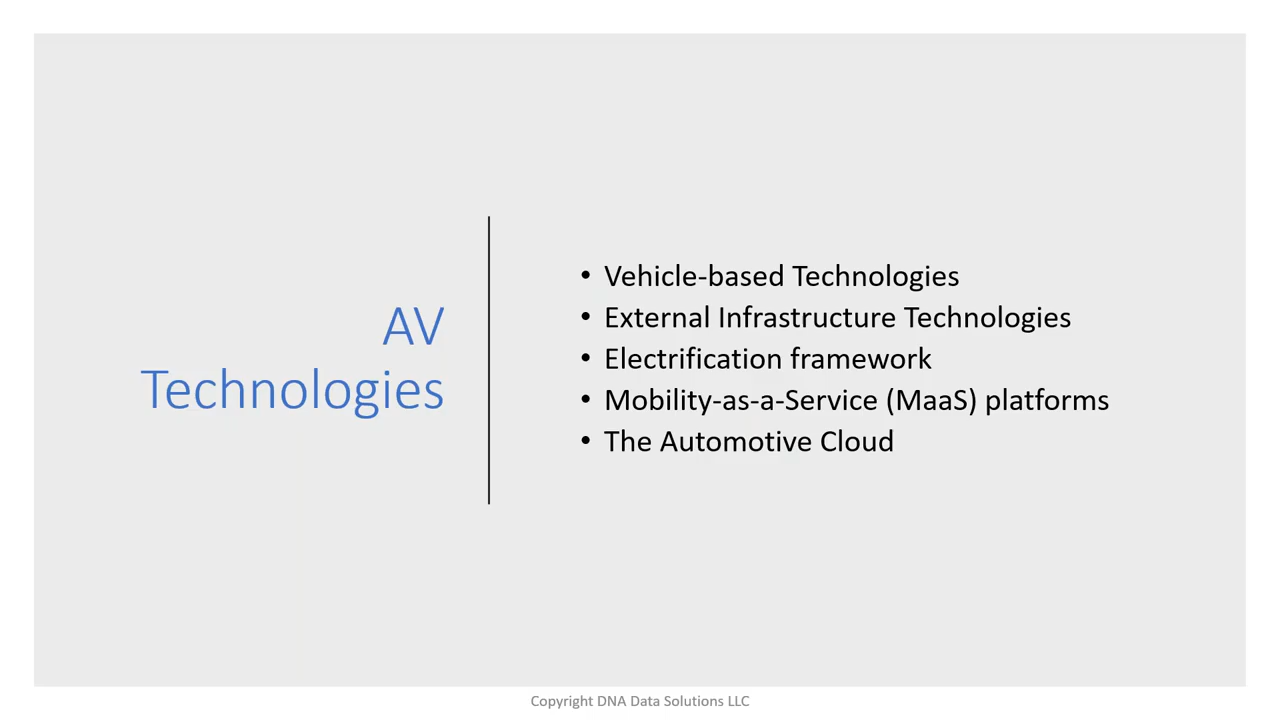 AV
Technologies
• Vehicle-based Technologies
• External Infrastructure Technologies
• Electrification framework
• Mobility-as-a-Service (MaaS) platforms
• The Automotive Cloud
Copyright DNA Data Solutions LLC